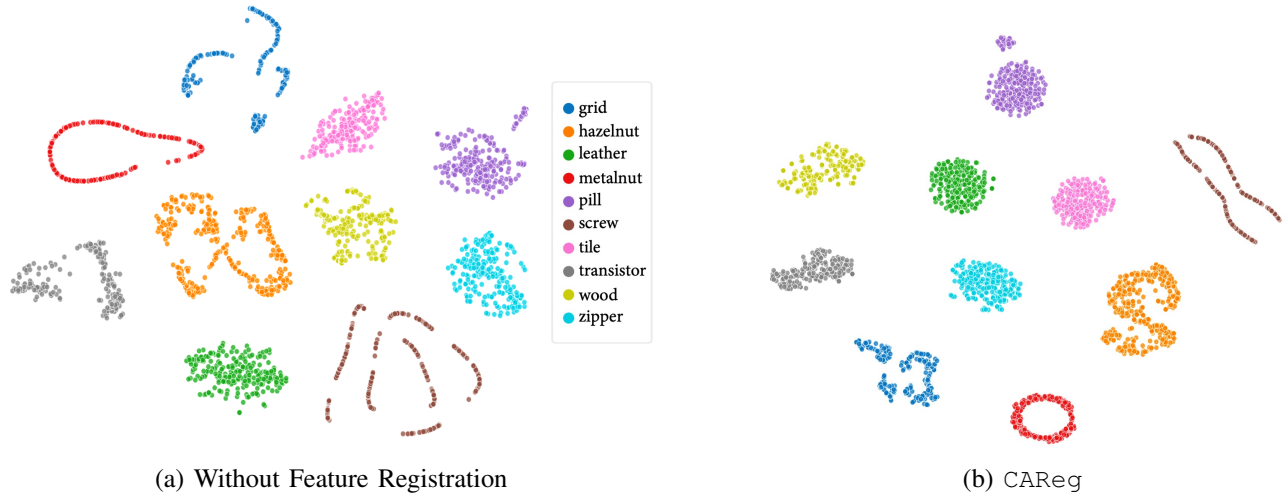 grid
hazelnut
leather
metalnut
pill
screw
tile
transistor
wood
zipper
(a) Without Feature Registration
(b) CAReg